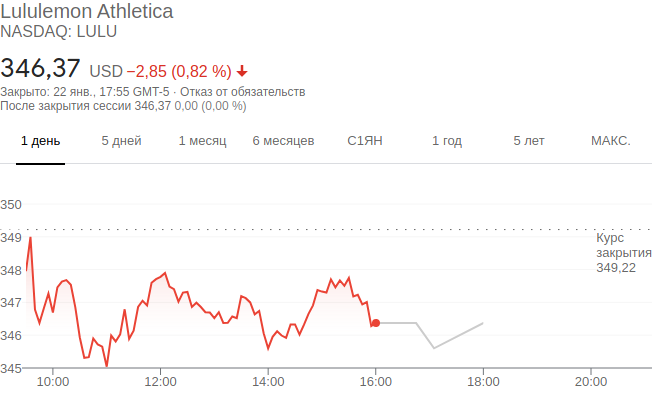 Lululemon Athletica
NASDAQ: LULU
346,37 USD −2,85 (0,82 %)
Закрыто: 22 янв., 17:55 GMT-5 · Отказ от обязательств
После закрытия сессии 346,37 0,00 (0,00 %)
1 день 5 дней 1 месяц 6 месяцев С1ЯН 1 год 5 лет МАКС.
350
349
348
347
346
345
Курс
закрытия
349,22
10:00 12:00 14:00 16:00 18:00 20:00